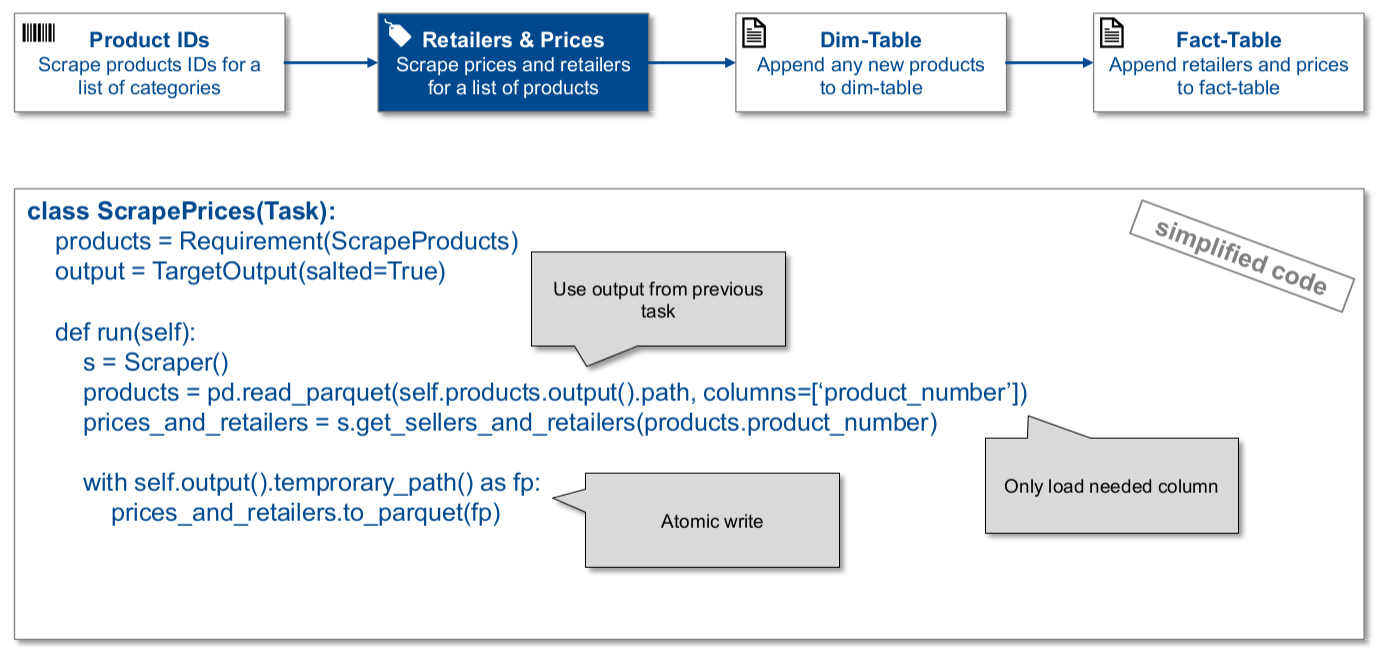 Product IDs
Scrape products IDs for a
list of categories
Retailers & Prices
Scrape prices and retailers
for a list of products
Dim-Table
Append any new products
to dim-table
Fact-Table
Append retailers and prices
to fact-table
simplified code
class ScrapePrices(Task):
products = Requirement(ScrapeProducts)
output = TargetOutput(salted=True)
Use output from previous
task
def run(self):
s = Scraper()
products = pd.read_parquet(self.products.output().path, columns=[‘product_number’])
prices_and_retailers = s.get_sellers_and_retailers(products.product_number)
Only load needed column
with self.output().temprorary_path() as fp:
prices_and_retailers.to_parquet(fp)
Atomic write